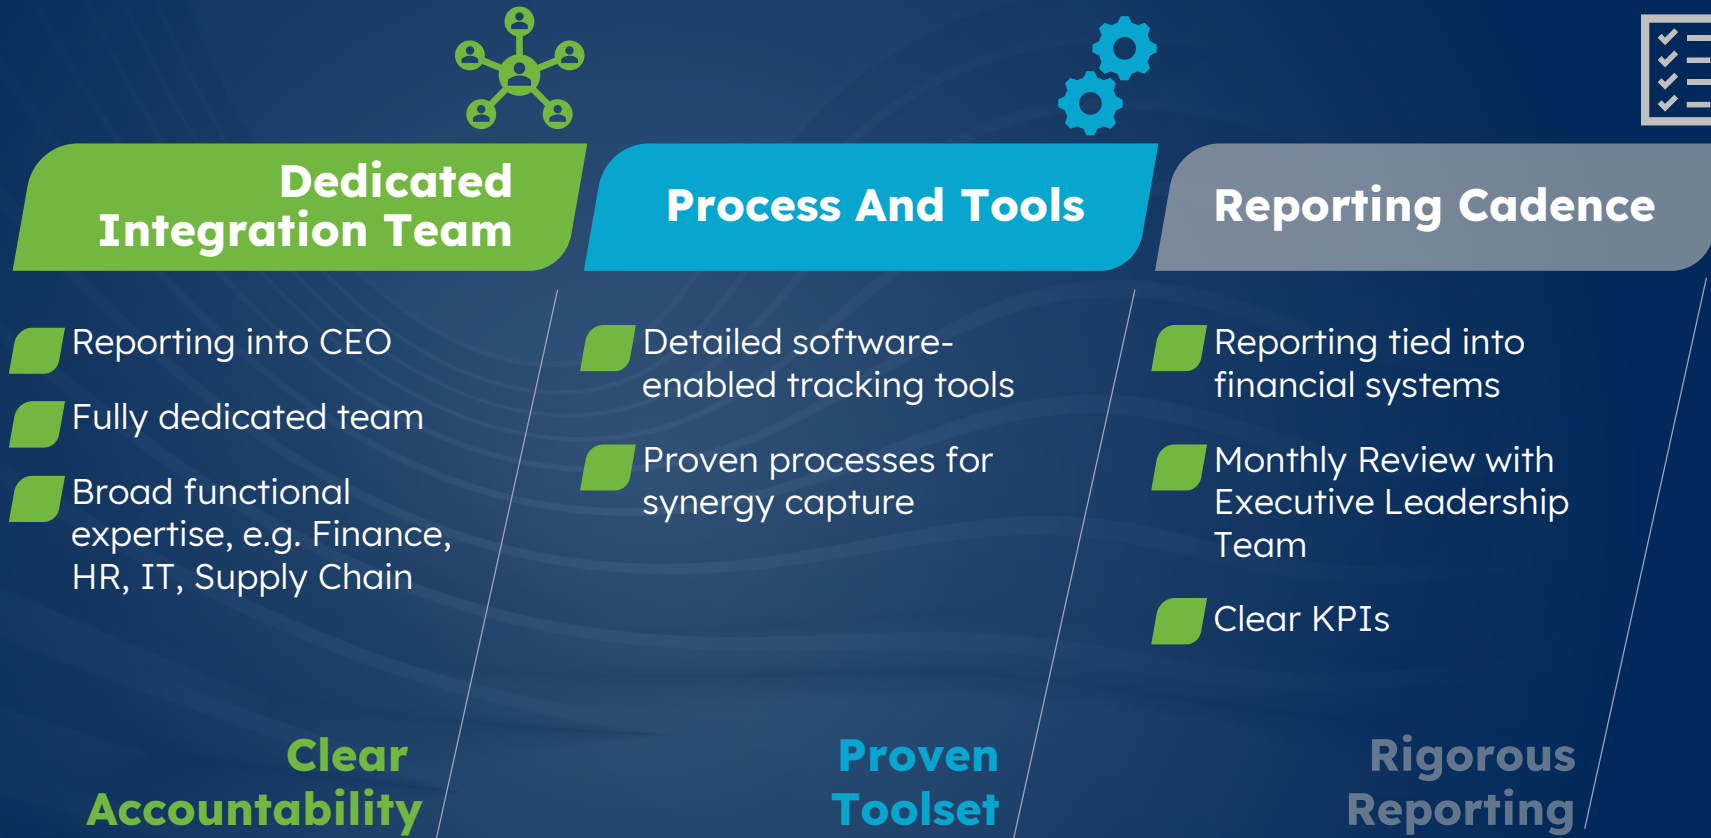 Dedicated
Integration Team
Reporting into CEO
Fully dedicated team
Broad functional
expertise, e.g. Finance,
HR, IT, Supply Chain
Clear
Accountability
Process And Tools
Detailed software-
enabled tracking tools
Proven processes for
synergy capture
Proven
Toolset
Reporting Cadence
Reporting tied into
financial systems
Monthly Review with
Executive Leadership
Team
Clear KPIs
Rigorous
Reporting